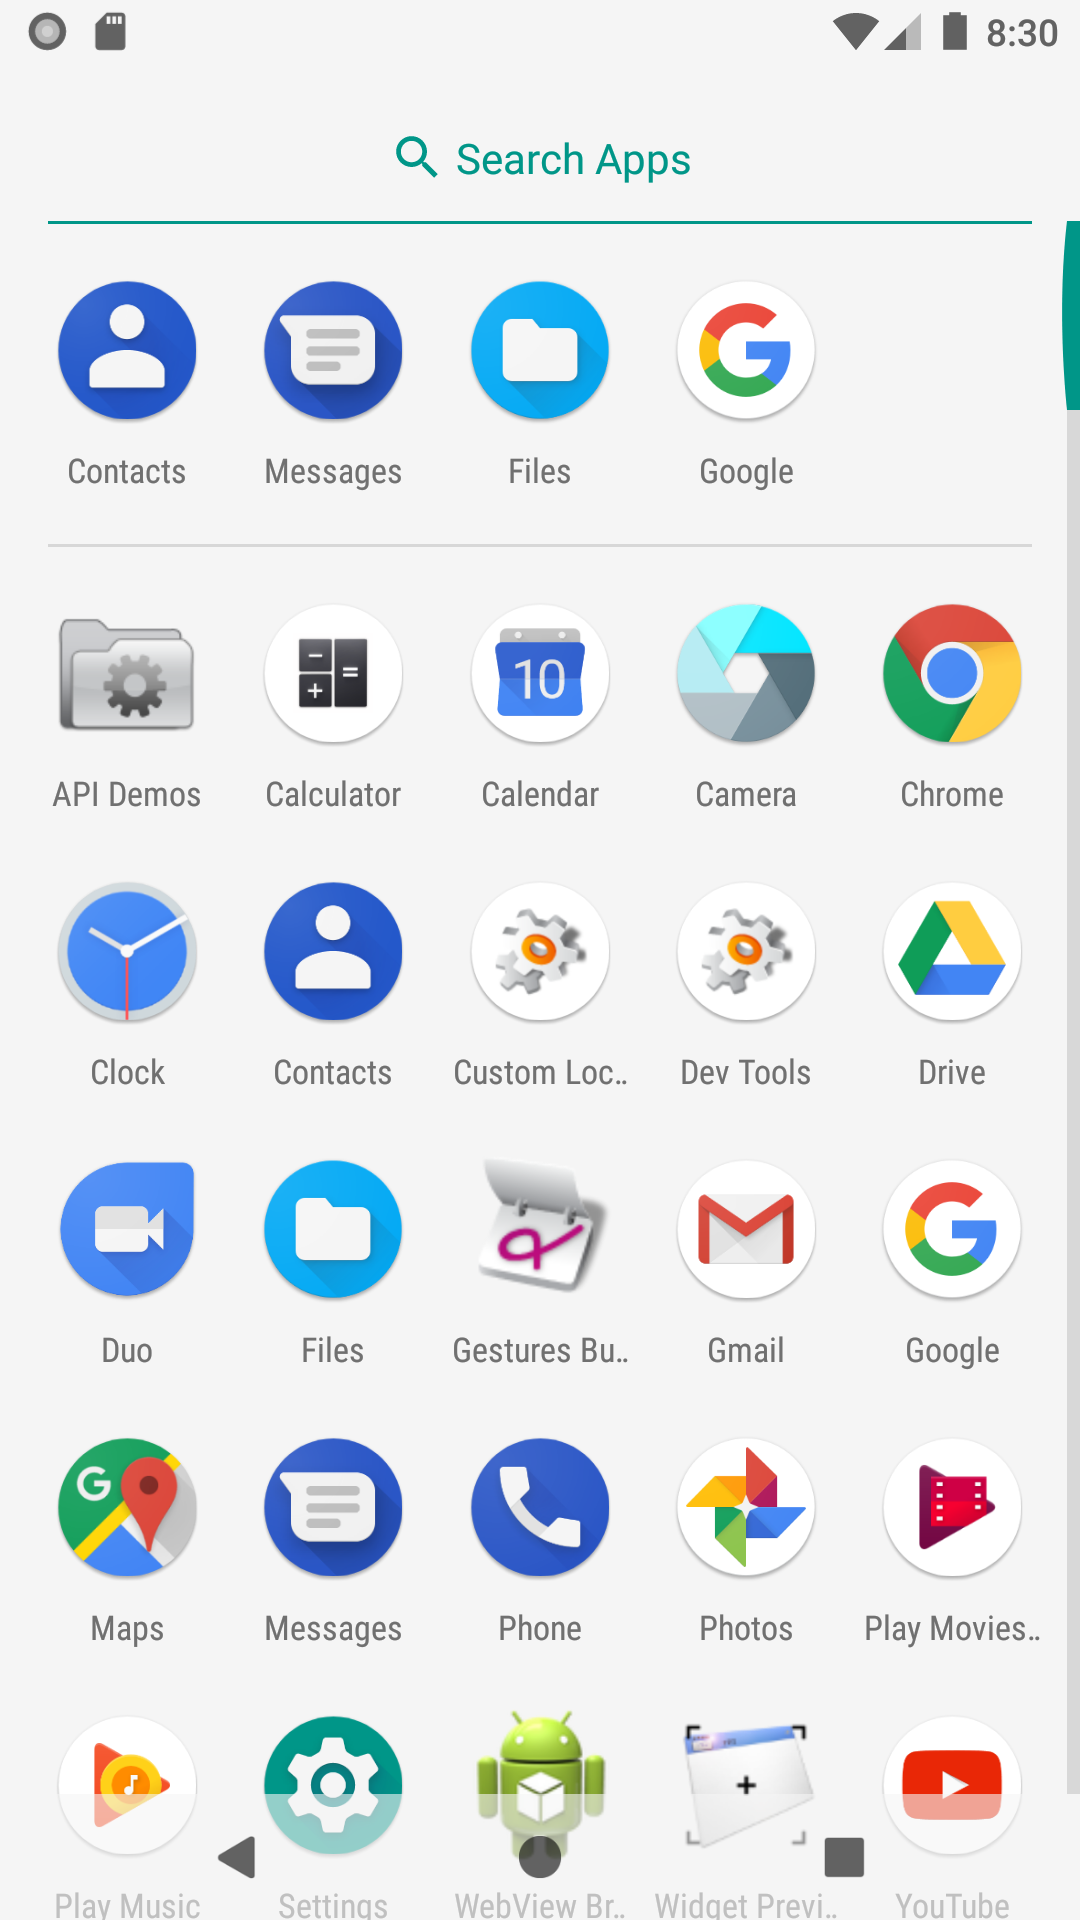 8:30
Search Apps
Contacts Messages Files Google
API Demos Calculator Calendar Camera Chrome
10
Clock Contacts Custom Loc... Dev Tools Drive
Duo Files Gestures Bu... Gmail Google
Maps Messages Phone Photos Play Movies...
Play Music Settings WebView Br... Widget Previ... YouTube